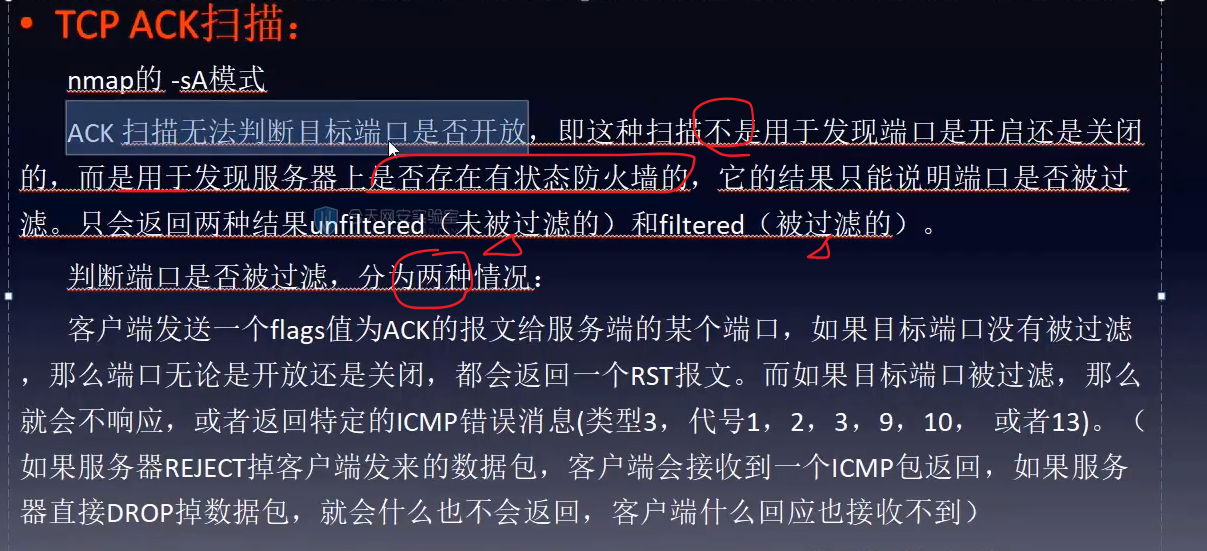 • TCP ACK扫描：
nmap的 -sA模式
ACK 扫描无法判断目标端口是否开放，即这种扫描不是用于发现端口是开启还是关闭
的，而是用于发现服务器上是否存在有状态防火墙的，它的结果只能说明端口是否被过
滤。只会返回两种结果unfiltered（未被过滤的）和filtered（被过滤的）。
判断端口是否被过滤，分为两种情况：
客户端发送一个flags值为ACK的报文给服务端的某个端口，如果目标端口没有被过滤
，那么端口无论是开放还是关闭，都会返回一个RST报文。而如果目标端口被过滤，那么
就会不响应，或者返回特定的ICMP错误消息(类型3，代号1，2，3，9，10， 或者13)。（
如果服务器REJECT掉客户端发来的数据包，客户端会接收到一个ICMP包返回，如果服务
器直接DROP掉数据包，就会什么也不会返回，客户端什么回应也接收不到）